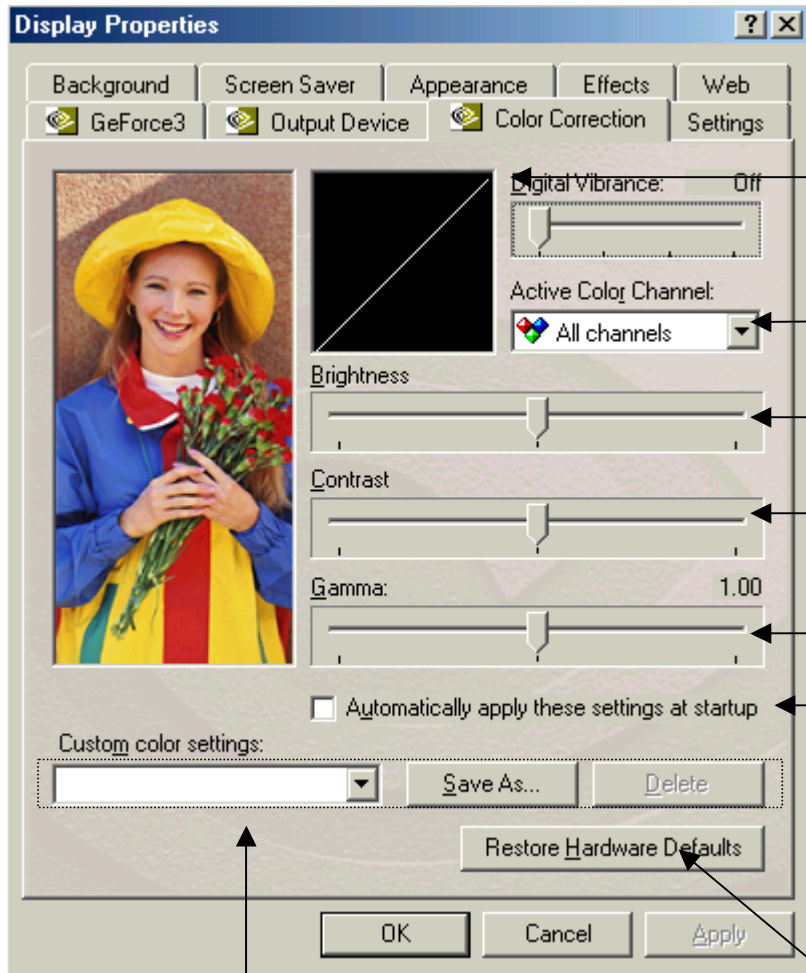 Display Properties
Background Screen Saver Appearance Effects Web
GeForce3 Output Device Color Correction Settings
Digital Vibrance: Off
Active Color Channel:
All channels
Brightness
Contrast
Gamma: 1.00
Automatically apply these settings at startup
Custom color settings:
Save As... Delete
Restore Hardware Defaults
OK Cancel Apply